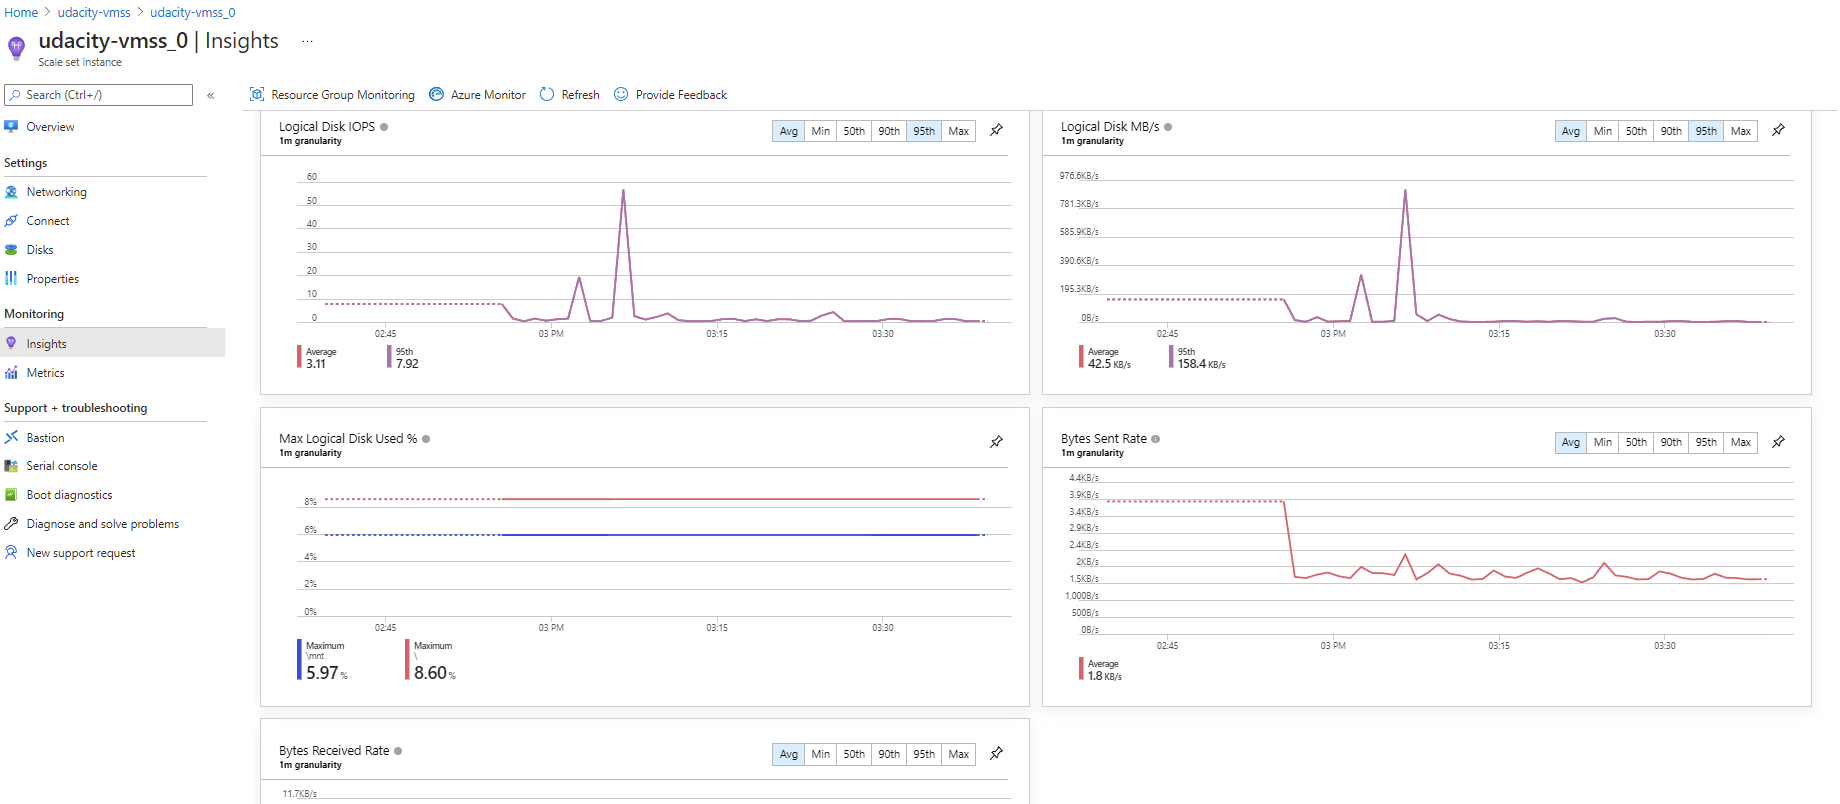 Home > udacity-vmss > udacity-vmss_0
udacity-vmss_0 | Insights ...
Scale set instance
Search (Ctrl+/)
«
Overview
Settings
Networking
Connect
Disks
Properties
Monitoring
Insights
Metrics
Support + troubleshooting
Bastion
Serial console
Boot diagnostics
Diagnose and solve problems
New support request
Resource Group Monitoring
Azure Monitor
Refresh
Provide Feedback
Logical Disk IOPS
1m granularity
Avg Min 50th 90th 95th Max
60
50
40
30
20
10
0
02:45 03 PM 03:15 03:30
Average
3.11
95th
7.92
Logical Disk MB/s
1m granularity
Avg Min 50th 90th 95th Max
976.6KB/s
781.3KB/s
585.9KB/s
390.6KB/s
195.3KB/s
0B/s
02:45 03 PM 03:15 03:30
Average
42.5 KB/s
95th
158.4 KB/s
Max Logical Disk Used %
1m granularity
8%
6%
4%
2%
0%
02:45 03 PM 03:15 03:30
Maximum
\mnt
5.97 %
Maximum
\
8.60 %
Bytes Sent Rate
1m granularity
Avg Min 50th 90th 95th Max
4.4KB/s
3.9KB/s
3.4KB/s
2.9KB/s
2.4KB/s
2KB/s
1.5KB/s
1,000B/s
500B/s
0B/s
02:45 03 PM 03:15 03:30
Average
1.8 KB/s
Bytes Received Rate
1m granularity
Avg Min 50th 90th 95th Max
11.7KB/s